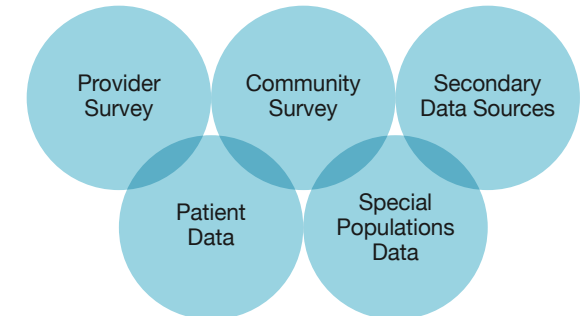 Provider
Survey
Community
Survey
Secondary
Data Sources
Patient
Data
Special
Populations
Data